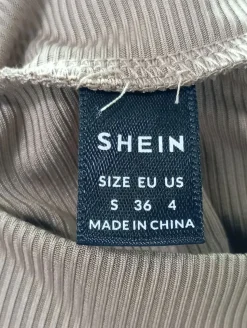 SHEIN
SIZE EU US
S 36 4
MADE IN CHINA